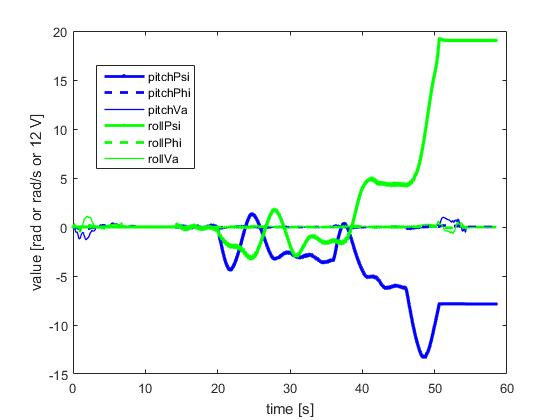 20
15
10
5
0
-5
-10
-15
value [rad or rad/s or 12 V]
pitchPsi
pitchPhi
pitchVa
rollPsi
rollPhi
rollVa
0 10 20 30 40 50 60
time [s]